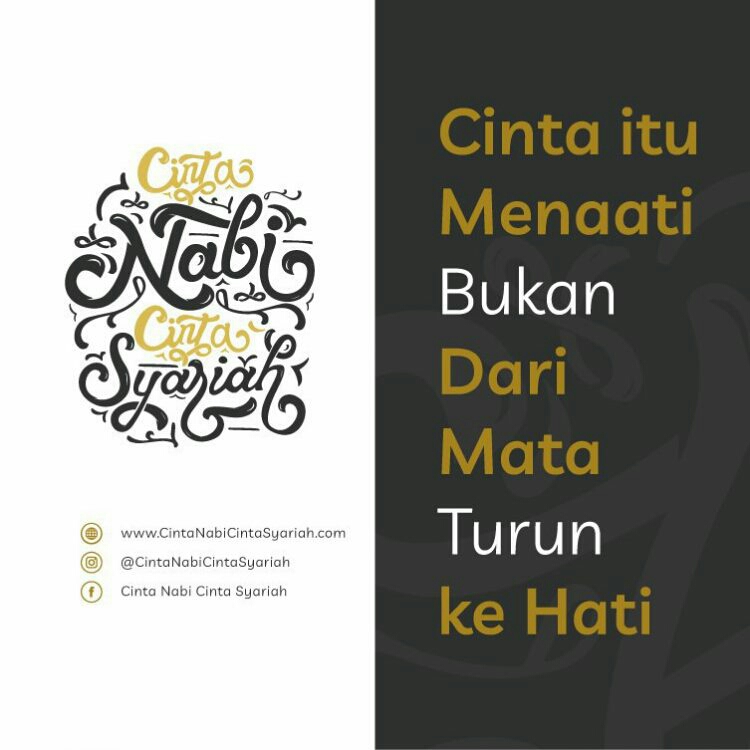 Cinta
Nabi
Cinta
Syariah
www.CintaNabiCintaSyariah.com
@CintaNabiCintaSyariah
Cinta Nabi Cinta Syariah
Cinta itu
Menaati
Bukan
Dari
Mata
Turun
ke Hati